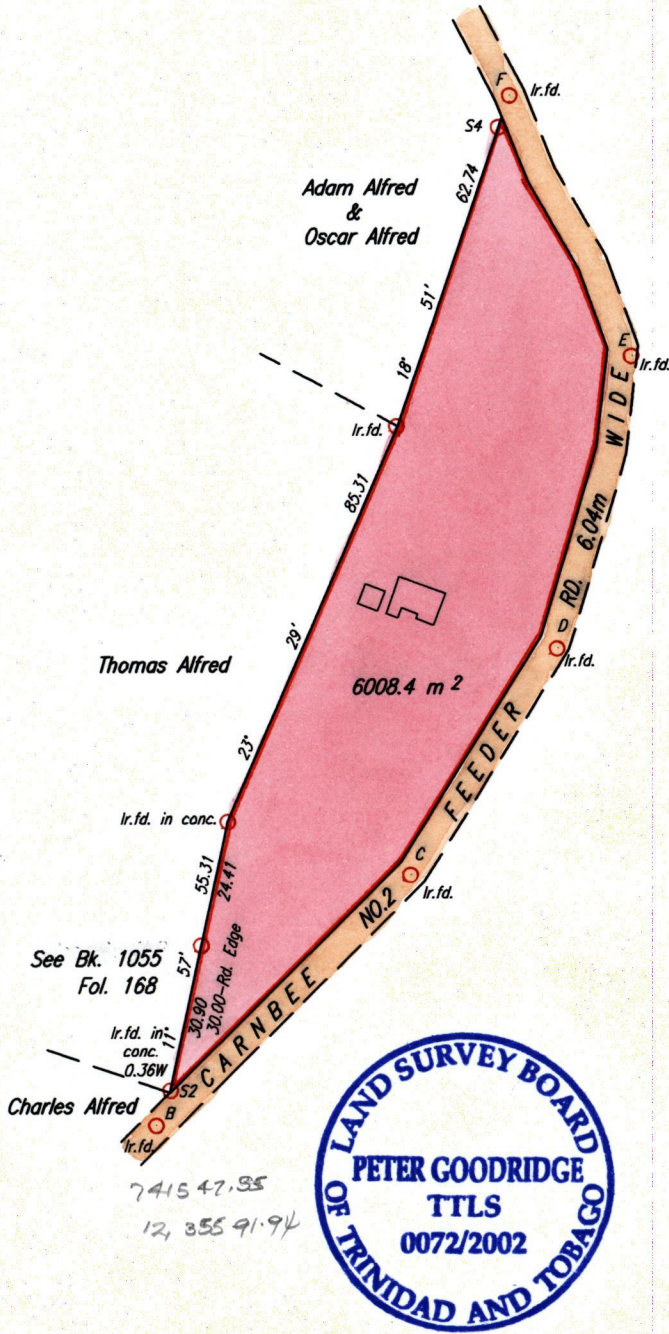 F
Ir.fd.
S4
62.74
Adam Alfred
&
Oscar Alfred
51'
18°
E
Ir.fd.
Ir.fd.
85.31
29'
23°
Thomas Alfred
6008.4 m 2
CARNBEE NO.2 FEEDER RD. 6.04m WIDE
D
Ir.fd.
Ir.fd. in conc.
55.31
24.41
C
Ir.fd.
See Bk. 1055
Fol. 168
57'
11°
30.90
30.00-Rd. Edge
Ir.fd. in
conc.
0.36W
S2
Charles Alfred
B
Ir.fd.
741547.55
12,35591.94
LAND SURVEY BOARD
PETER GOODRIDGE
TTLS
0072/2002
OF TRINIDAD AND TOBAGO